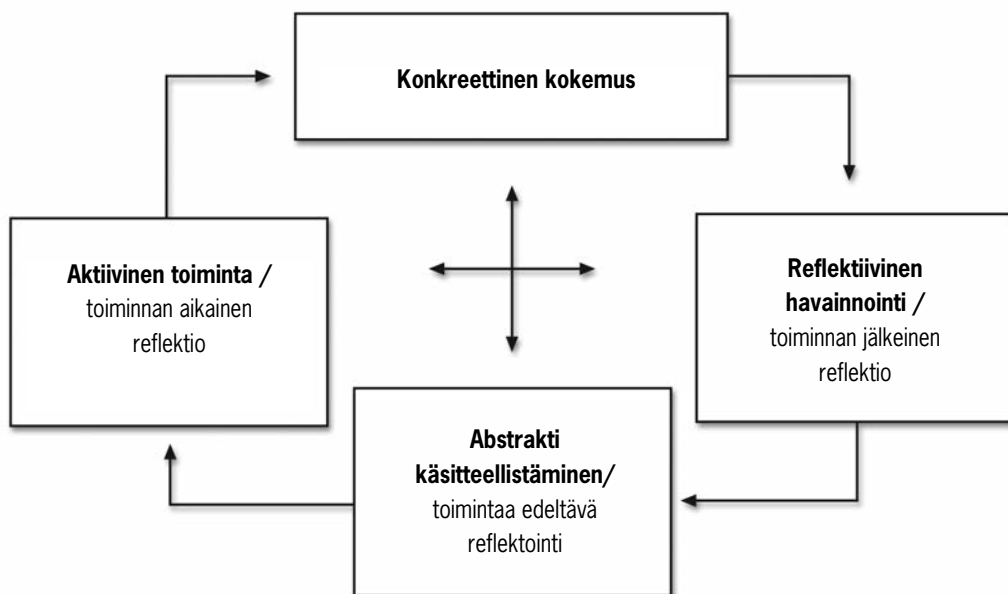 Konkreettinen kokemus
Aktiivinen toiminta /
toiminnan aikainen
reflektio
Reflektiivinen
havainnointi /
toiminnan jälkeinen
reflektio
Abstrakti
käsitteellistäminen/
toimintaa edeltävä
reflektointi